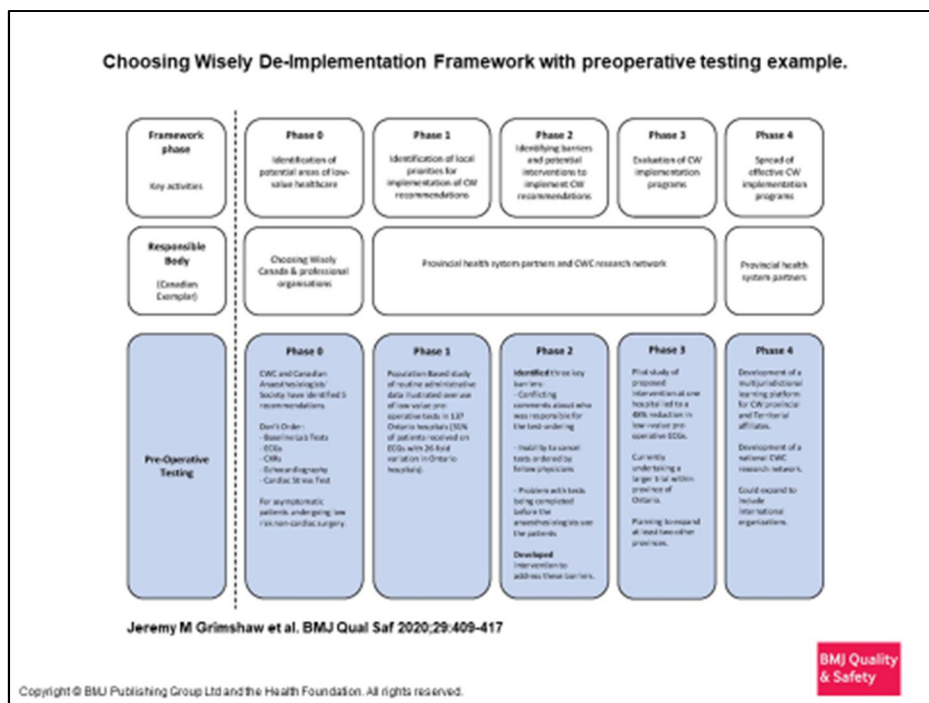 Choosing Wisely De-Implementation Framework with preoperative testing example.
Framework
phase
Key activities
Phase 0
Identification of
potential areas of low-
value healthcare
Phase 1
Identification of local
priorities for
implementation of CW
recommendations
Phase 2
Identifying barriers
and potential
interventions to
implement CW
recommendations
Phase 3
Evaluation of CW
implementation
programs
Phase 4
Spread of
effective CW
implementation
programs
Responsible
Body
(Canadian
Exemplar)
Choosing Wisely
Canada & professional
organisations
Provincial health system partners and CWC research network
Provincial health
system partners
Pre-Operative
Testing
Phase 0
CWC and Canadian
Anaesthesiologists'
Society have identified 5
recommendations.
Don't Order:
- Baseline Lab Tests
- ECGs
- CXRs
- Echocardiography
- Cardiac Stress Test
For asymptomatic
patients undergoing low
risk non-cardiac surgery.
Phase 1
Population Based study
of routine administrative
data illustrated over use
of low value pre-
operative tests in 137
Ontario hospitals (31%
of patients received on
ECGs with 26-fold
variation in Ontario
hospitals).
Phase 2
Identified three key
barriers:
- Conflicting
comments about who
was responsible for
the test-ordering
- Inability to cancel
tests ordered by
fellow physicians
- Problem with tests
being completed
before the
anaesthesiologists see
the patients
Developed
intervention to
address these barriers.
Phase 3
Pilot study of
proposed
intervention at one
hospital led to a
48% reduction in
low-value pre-
operative ECGs.
Currently
undertaking a
larger trial within
province of
Ontario.
Planning to expand
at least two other
provinces.
Phase 4
Development of a
multijurisdictional
learning platform
for CW provincial
and Territorial
affiliates.
Development of a
national CWC
research network.
Could expand to
include
international
organisations.
Jeremy M Grimshaw et al. BMJ Qual Saf 2020;29:409-417
BMJ Quality
& Safety
Copyright © BMJ Publishing Group Ltd and the Health Foundation. All rights reserved.